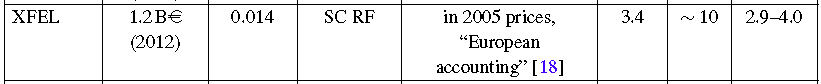 XFEL 1.2 B€ 0.014 SC RF in 2005 prices, 3.4 ∼ 10 2.9–4.0
(2012) “European
accounting” [18]